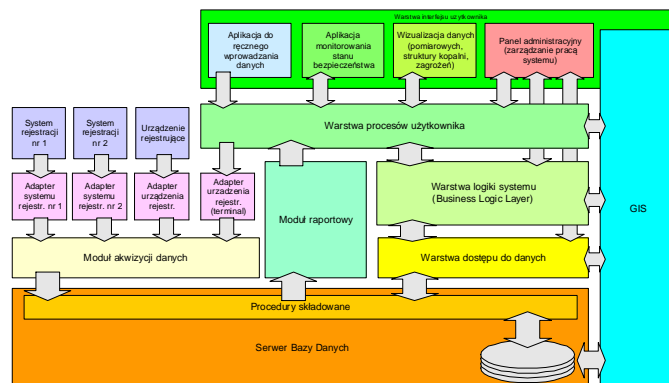 Warstwa interfejsu użytkownika
Aplikacja do
ręcznego
wprowadzania
danych
Aplikacja
monitorowania
stanu
bezpieczeństwa
Wizualizacja danych
(pomiarowych,
struktury kopalni,
zagrożeń)
Panel administracyjny
(zarządzanie pracą
systemu)
System
rejestracji
nr 1
System
rejestracji
nr 2
Urządzenie
rejestrujące
Warstwa procesów użytkownika
Adapter
systemu
rejestr. nr 1
Adapter
systemu
rejestr. nr 2
Adapter
urządzenia
rejestr.
Adapter
urzadzenia
rejestr.
(terminal)
Moduł raportowy
Warstwa logiki systemu
(Business Logic Layer)
GIS
Moduł akwizycji danych
Warstwa dostępu do danych
Procedury składowane
Serwer Bazy Danych